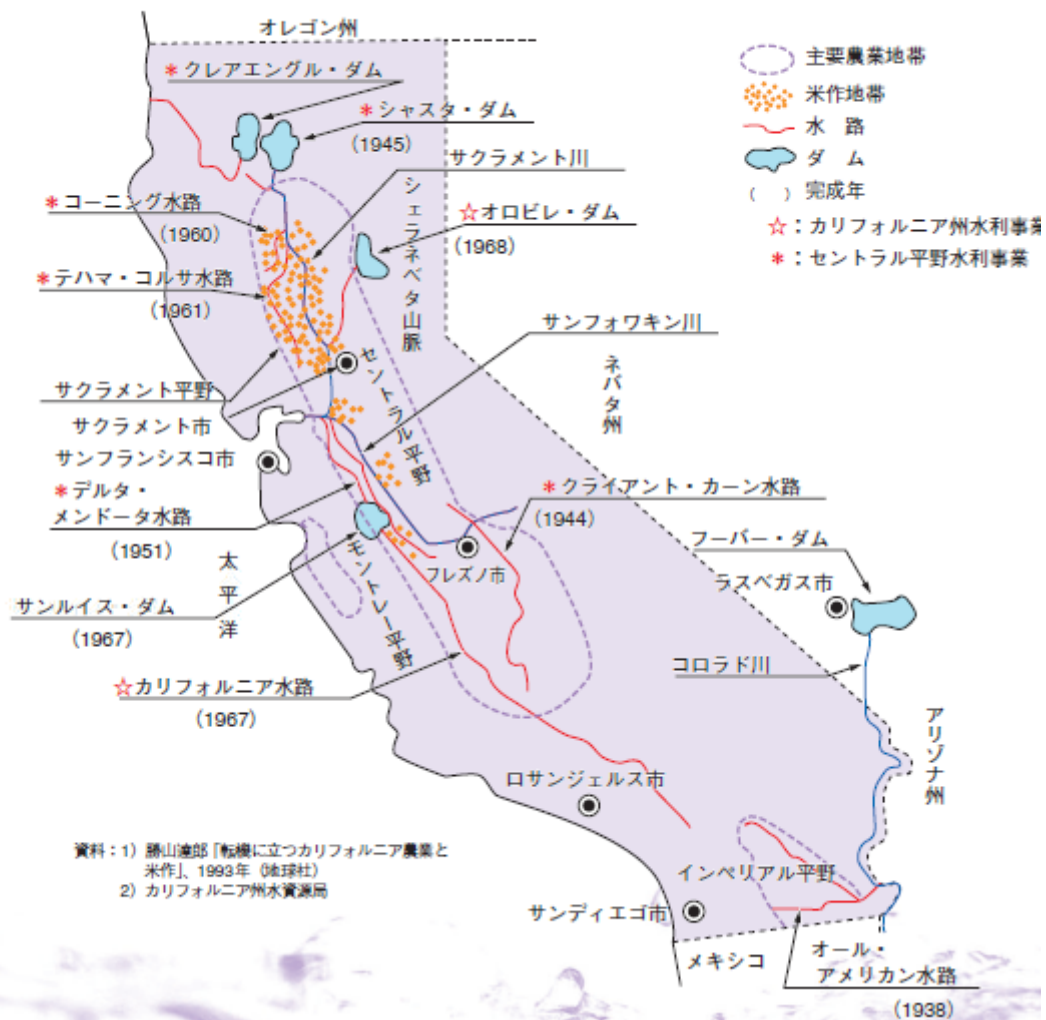 オレゴン州
*クレアエングル・ダム
*シャスタ・ダム
(1945)
サクラメント川
*コーニング水路
(1960)
シェラネベタ山脈
☆オロビレ・ダム
(1968)
*テハマ・コルサ水路
(1961)
サンフォワキン川
サクラメント平野
セントラル平野
ネバタ州
サクラメント市
サンフランシスコ市
*デルタ・
メンドータ水路
(1951)
*クライアント・カーン水路
(1944)
太平洋
フレズノ市
フーバー・ダム
ラスベガス市
サンルイス・ダム
(1967)
モントレー平野
コロラド川
☆カリフォルニア水路
(1967)
アリゾナ州
ロサンジェルス市
インペリアル平野
サンディエゴ市
メキシコ
オール・
アメリカン水路
(1938)
主要農業地帯
米作地帯
水 路
ダ ム
( ) 完成年
☆:カリフォルニア州水利事業
*:セントラル平野水利事業
資料:1) 勝山達郎「転機に立つカリフォルニア農業と
米作」、1993年(地球社)
2) カリフォルニア州水資源局